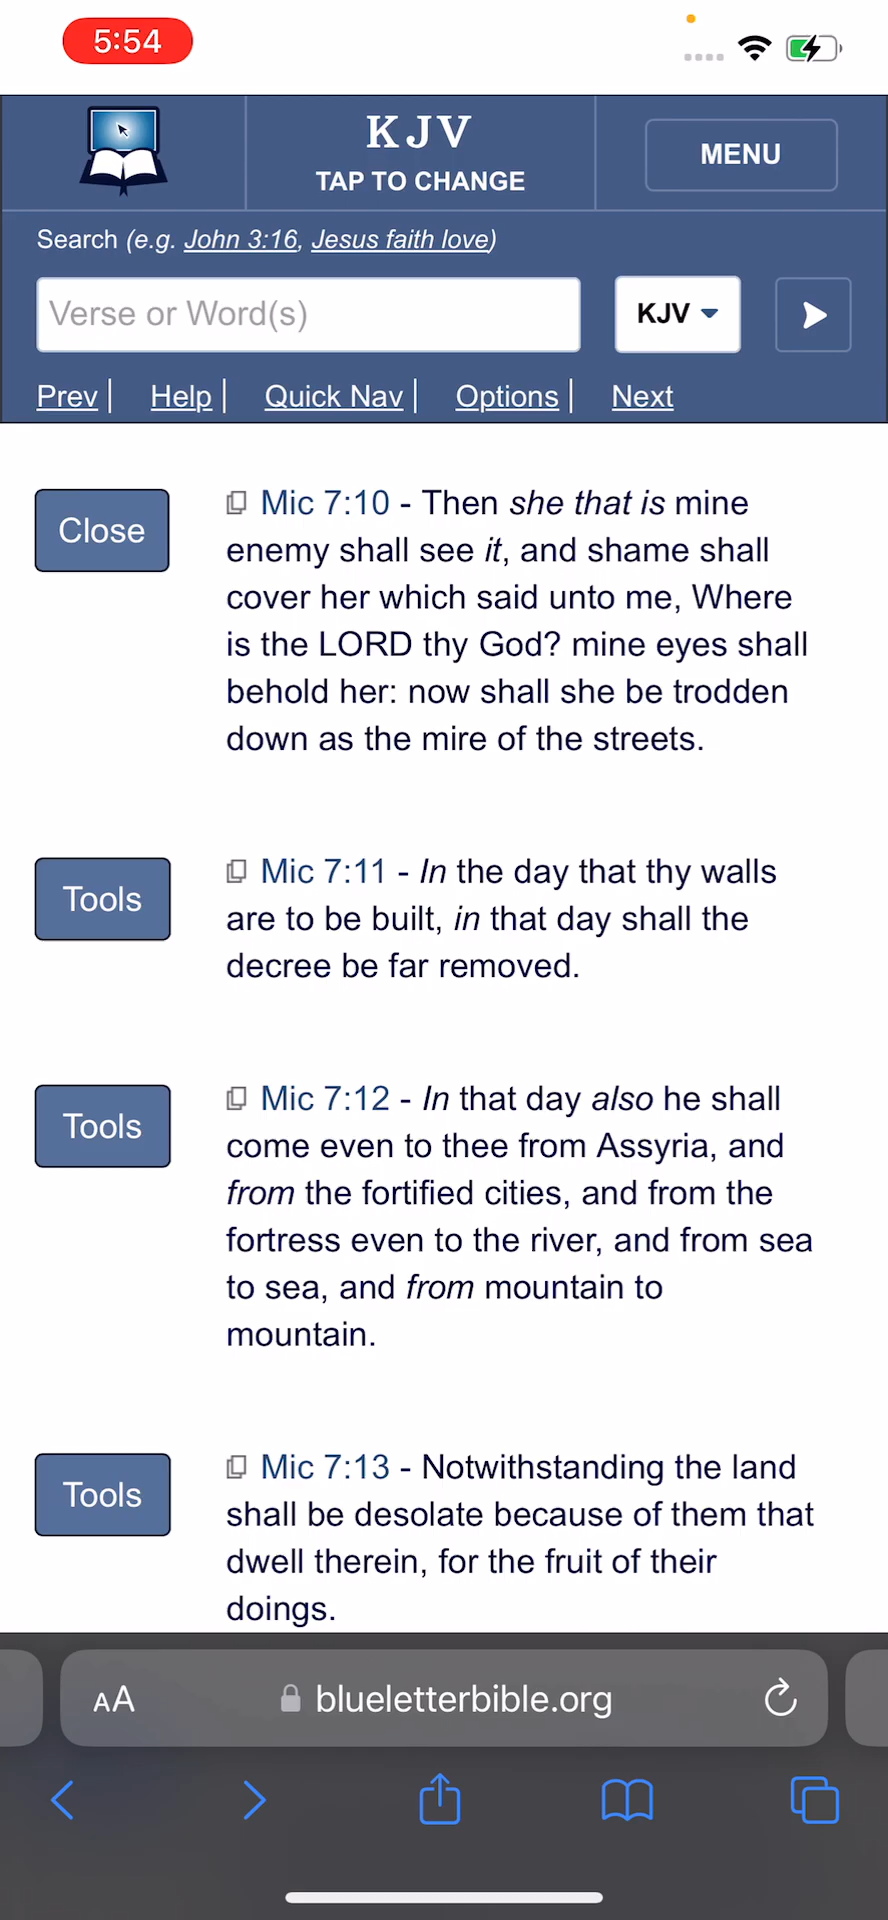 5:54
KJV
TAP TO CHANGE
MENU
Search (e.g. John 3:16, Jesus faith love)
Verse or Word(s)
KJV
Prev | Help | Quick Nav | Options | Next
Close
Mic 7:10 - Then she that is mine
enemy shall see it, and shame shall
cover her which said unto me, Where
is the LORD thy God? mine eyes shall
behold her: now shall she be trodden
down as the mire of the streets.
Tools
Mic 7:11 - In the day that thy walls
are to be built, in that day shall the
decree be far removed.
Tools
Mic 7:12 - In that day also he shall
come even to thee from Assyria, and
from the fortified cities, and from the
fortress even to the river, and from sea
to sea, and from mountain to
mountain.
Tools
Mic 7:13 - Notwithstanding the land
shall be desolate because of them that
dwell therein, for the fruit of their
doings.
AA blueletterbible.org